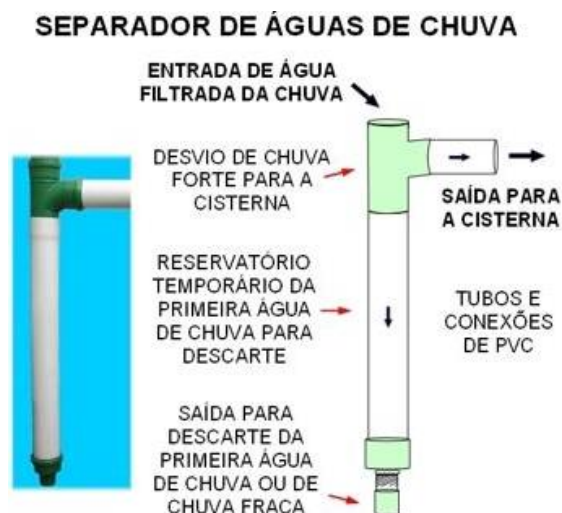 SEPARADOR DE ÁGUAS DE CHUVA
ENTRADA DE ÁGUA
FILTRADA DA CHUVA
DESVIO DE CHUVA
FORTE PARA A
CISTERNA
SAÍDA PARA
A CISTERNA
RESERVATÓRIO
TEMPORÁRIO DA
PRIMEIRA ÁGUA
DE CHUVA PARA
DESCARTE
TUBOS E
CONEXÕES
DE PVC
SAÍDA PARA
DESCARTE DA
PRIMEIRA ÁGUA
DE CHUVA OU DE
CHUVA FRACA